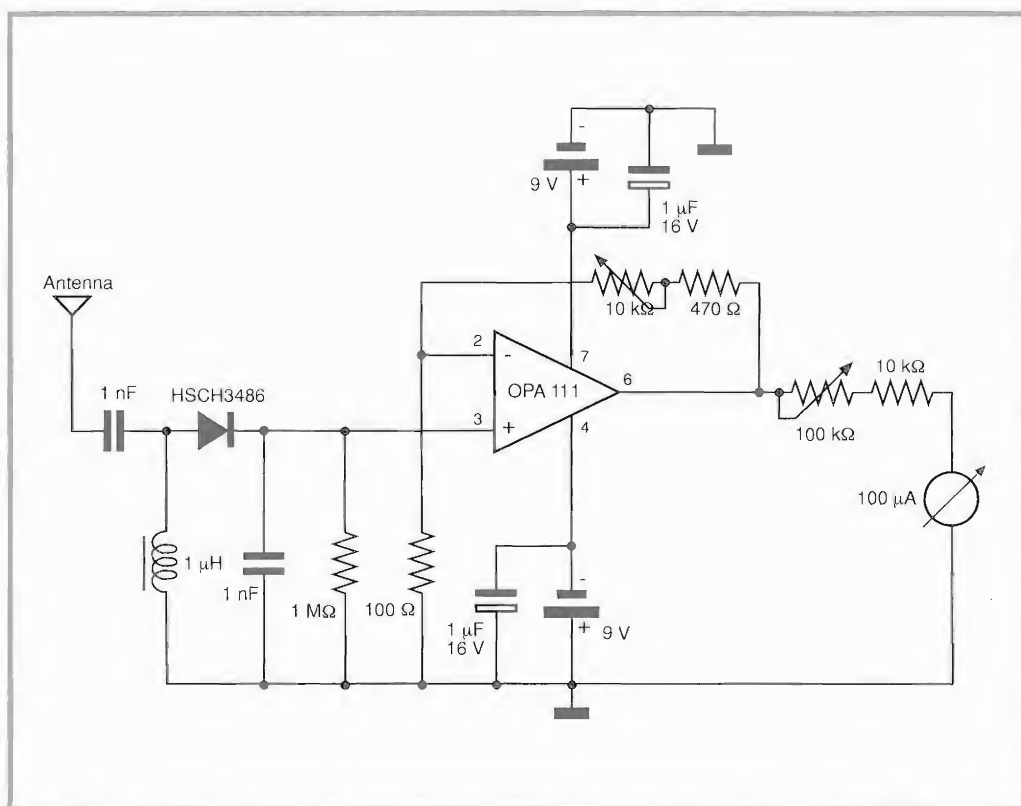 -
9 V
+
1 µF
16 V
Antenna
10 kΩ
470 Ω
2
-
7
1 nF
HSCH3486
OPA 111
6
10 kΩ
3
+
4
100 kΩ
100 µA
1 µH
1 nF
1 MΩ
100 Ω
-
1 µF
16 V
+
9 V